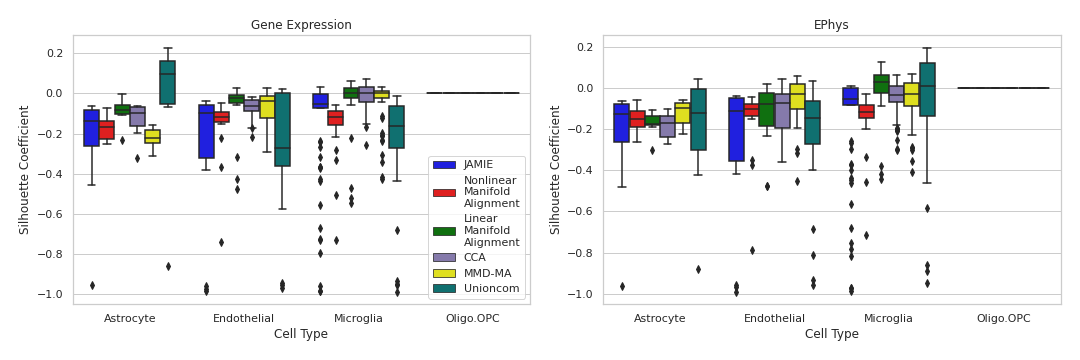 Gene Expression
Silhouette Coefficient
0.2
0.0
−0.2
−0.4
−0.6
−0.8
−1.0
Astrocyte
Endothelial
Microglia
Oligo.OPC
Cell Type
JAMIE
Nonlinear
Manifold
Alignment
Linear
Manifold
Alignment
CCA
MMD-MA
Unioncom
EPhys
Silhouette Coefficient
0.2
0.0
−0.2
−0.4
−0.6
−0.8
−1.0
Astrocyte
Endothelial
Microglia
Oligo.OPC
Cell Type